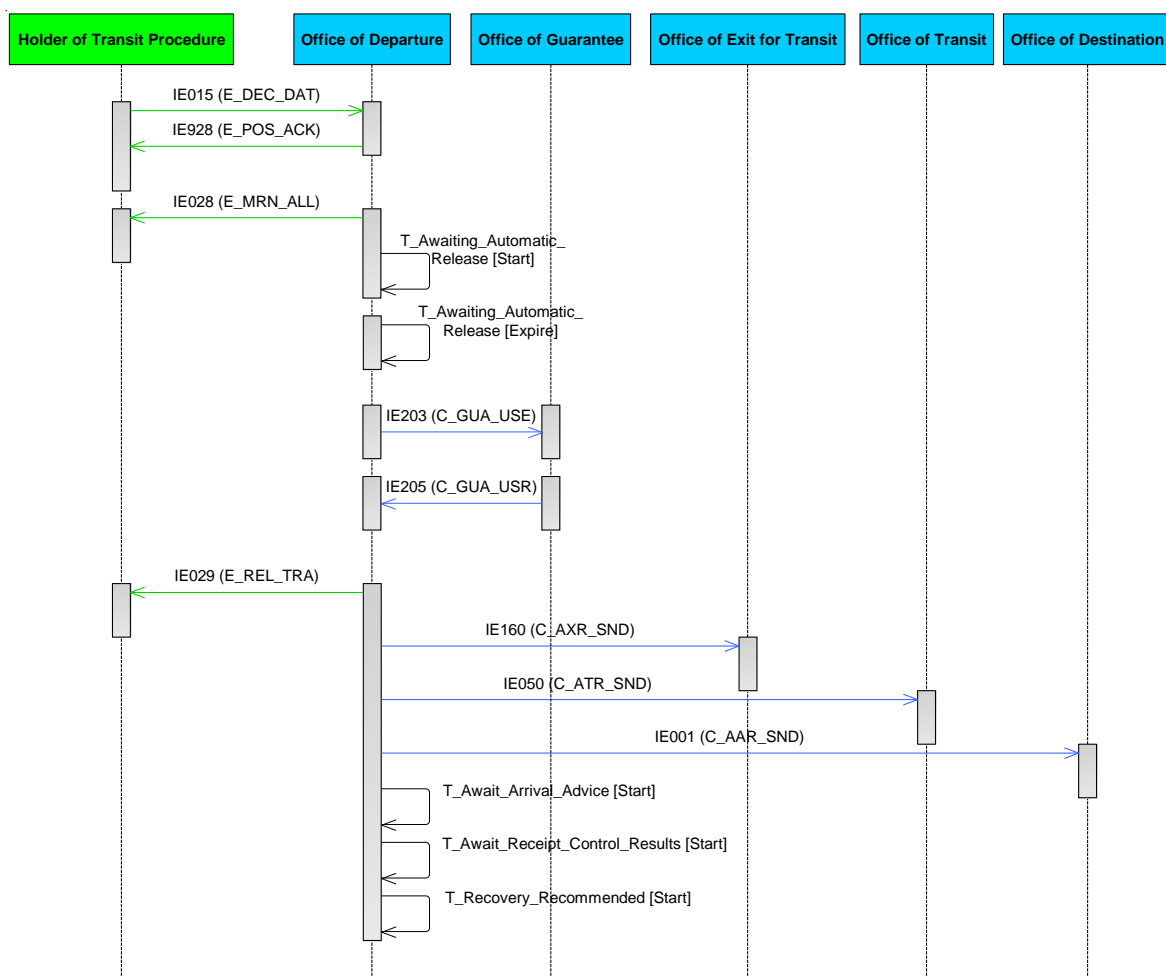 Holder of Transit Procedure
Office of Departure
Office of Guarantee
Office of Exit for Transit
Office of Transit
Office of Destination
IE015 (E_DEC_DAT)
IE928 (E_POS_ACK)
IE028 (E_MRN_ALL)
T_Awaiting_Automatic_
Release [Start]
T_Awaiting_Automatic_
Release [Expire]
IE203 (C_GUA_USE)
IE205 (C_GUA_USR)
IE029 (E_REL_TRA)
IE160 (C_AXR_SND)
IE050 (C_ATR_SND)
IE001 (C_AAR_SND)
T_Await_Arrival_Advice [Start]
T_Await_Receipt_Control_Results [Start]
T_Recovery_Recommended [Start]